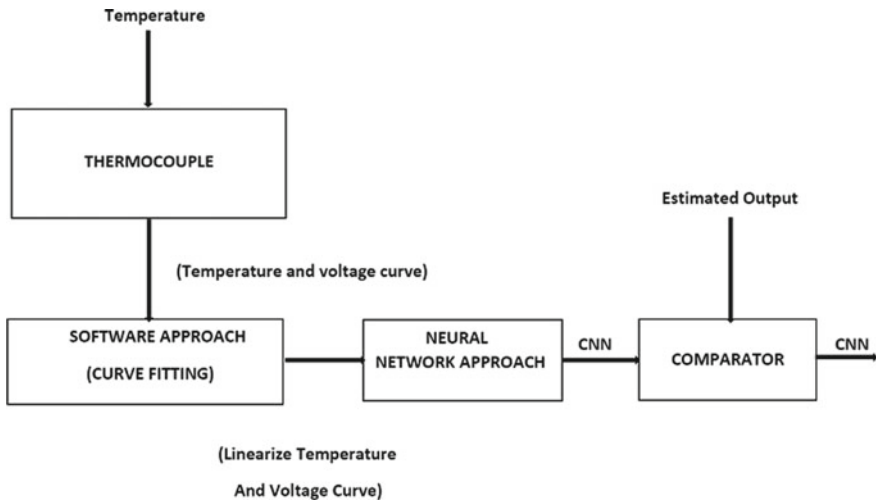 Temperature
THERMOCOUPLE
Estimated Output
(Temperature and voltage curve)
SOFTWARE APPROACH
(CURVE FITTING)
NEURAL
NETWORK APPROACH
CNN
COMPARATOR
CNN
(Linearize Temperature
And Voltage Curve)